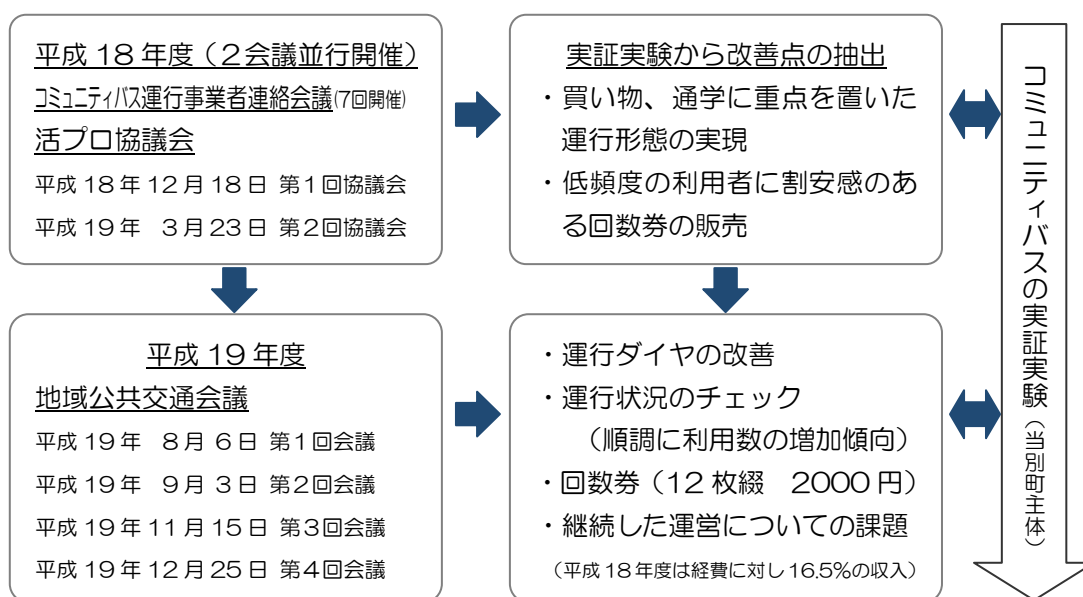 平成18年度（２会議並行開催）
コミュニティバス運行事業者連絡会議(7回開催)
活プロ協議会
平成18年12月18日 第1回協議会
平成19年 3月23日 第2回協議会
実証実験から改善点の抽出
・買い物、通学に重点を置いた
運行形態の実現
・低頻度の利用者に割安感のあ
る回数券の販売
平成19年度
地域公共交通会議
平成19年 8月6日 第1回会議
平成19年 9月3日 第2回会議
平成19年11月15日 第3回会議
平成19年12月25日 第4回会議
・運行ダイヤの改善
・運行状況のチェック
（順調に利用数の増加傾向）
・回数券（12枚綴 2000円）
・継続した運営についての課題
（平成18年度は経費に対し16.5%の収入）
コミュニティバスの実証実験（当別町主体）